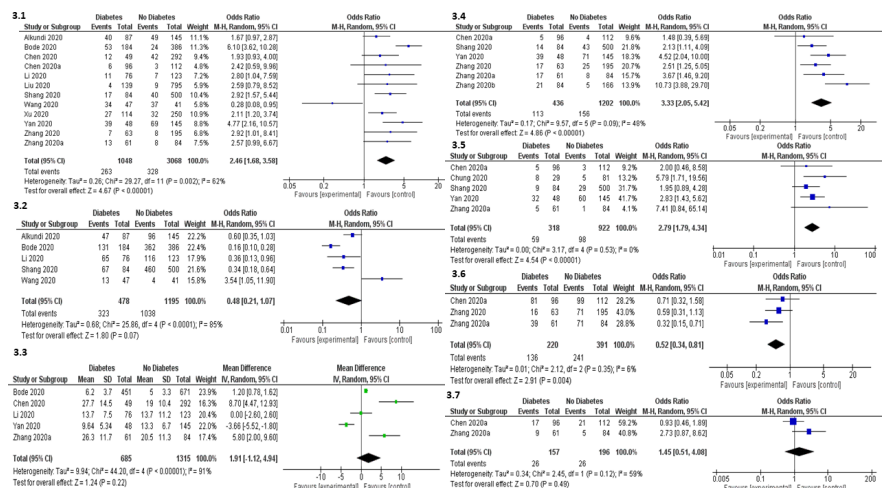 3.1
Diabetes No Diabetes Odds Ratio Odds Ratio
Study or Subgroup Events Total Events Total Weight M-H, Random, 95% CI M-H, Random, 95% CI
Alkundi 2020 40 87 49 145 11.1% 1.67 [0.97, 2.87]
Bode 2020 53 184 24 386 11.2% 6.10 [3.62, 10.28]
Chen 2020 12 49 42 292 9.2% 1.93 [0.93, 4.00]
Chen 2020a 6 96 3 112 4.6% 2.42 [0.59, 9.96]
Li 2020 11 76 7 123 7.1% 2.80 [1.04, 7.59]
Liu 2020 4 139 9 795 5.9% 2.59 [0.79, 8.52]
Shang 2020 17 84 40 500 10.2% 2.92 [1.57, 5.44]
Wang 2020 34 47 37 41 5.9% 0.28 [0.08, 0.95]
Xu 2020 27 114 32 250 10.7% 2.11 [1.20, 3.74]
Yan 2020 39 48 69 145 8.7% 4.77 [2.16, 10.57]
Zhang 2020 7 63 8 195 6.7% 2.92 [1.01, 8.41]
Zhang 2020a 13 61 8 84 7.5% 2.57 [0.99, 6.67]
Total (95% CI) 1048 3068 100.0% 2.46 [1.68, 3.58]
Total events 263 328
Heterogeneity: Tau² = 0.26; Chi² = 29.27, df = 11 (P = 0.002); I² = 62%
Test for overall effect: Z = 4.67 (P < 0.00001)
0.05 0.2 1 5 20
Favours [experimental] Favours [control]
3.2
Diabetes No Diabetes Odds Ratio Odds Ratio
Study or Subgroup Events Total Events Total Weight M-H, Random, 95% CI M-H, Random, 95% CI
Alkundi 2020 47 87 96 145 22.2% 0.60 [0.35, 1.03]
Bode 2020 131 184 362 386 22.3% 0.16 [0.10, 0.28]
Li 2020 65 76 116 123 17.3% 0.36 [0.13, 0.96]
Shang 2020 67 84 460 500 21.5% 0.34 [0.18, 0.64]
Wang 2020 13 47 4 41 15.8% 3.54 [1.05, 11.90]
Total (95% CI) 478 1195 100.0% 0.48 [0.21, 1.07]
Total events 323 1038
Heterogeneity: Tau² = 0.68; Chi² = 25.86, df = 4 (P < 0.0001); I² = 85%
Test for overall effect: Z = 1.80 (P = 0.07)
0.01 0.1 1 10 100
Favours [experimental] Favours [control]
3.3
Diabetes No Diabetes Mean Difference Mean Difference
Study or Subgroup Mean SD Total Mean SD Total Weight IV, Random, 95% CI IV, Random, 95% CI
Bode 2020 6.2 3.7 451 5 3.3 671 23.9% 1.20 [0.78, 1.62]
Chen 2020 27.7 14.5 49 19 10.4 292 8.70 [4.47, 12.93]
Li 2020 13.7 7.5 76 13.7 11.2 123 0.00 [-2.60, 2.60]
Yan 2020 9.64 5.34 48 13.3 6.7 145 -3.66 [-5.52, -1.80]
Zhang 2020a 26.3 11.7 61 20.5 11.3 84 5.80 [2.00, 9.60]
Total (95% CI) 685 1315 100.0% 1.91 [-1.12, 4.94]
Heterogeneity: Tau² = 9.94; Chi² = 44.20, df = 4 (P < 0.00001); I² = 91%
Test for overall effect: Z = 1.24 (P = 0.22)
-10 -5 0 5 10
Favours [experimental] Favours [control]
3.4
Diabetes No Diabetes Odds Ratio Odds Ratio
Study or Subgroup Events Total Events Total Weight M-H, Random, 95% CI M-H, Random, 95% CI
Chen 2020a 5 96 4 112 9.6% 1.48 [0.39, 5.69]
Shang 2020 14 84 43 500 2.13 [1.11, 4.09]
Yan 2020 39 48 71 145 4.52 [2.04, 10.00]
Zhang 2020 17 63 25 195 2.51 [1.25, 5.05]
Zhang 2020a 17 61 8 84 3.67 [1.46, 9.20]
Zhang 2020b 21 84 5 166 10.73 [3.88, 29.70]
Total (95% CI) 436 1202 100.0% 3.33 [2.05, 5.42]
Total events 113 156
Heterogeneity: Tau² = 0.17; Chi² = 9.57, df = 5 (P = 0.09); I² = 48%
Test for overall effect: Z = 4.86 (P < 0.00001)
0.05 0.2 1 5 20
Favours [experimental] Favours [control]
3.5
Diabetes No Diabetes Odds Ratio Odds Ratio
Study or Subgroup Events Total Events Total Weight M-H, Random, 95% CI M-H, Random, 95% CI
Chen 2020a 5 96 3 112 9.2% 2.00 [0.46, 8.58]
Chung 2020 8 29 5 81 5.79 [1.71, 19.56]
Shang 2020 9 84 29 500 1.95 [0.89, 4.28]
Yan 2020 32 48 60 145 2.83 [1.43, 5.62]
Zhang 2020a 5 61 1 84 7.41 [0.84, 65.14]
Total (95% CI) 318 922 100.0% 2.79 [1.79, 4.34]
Total events 59 98
Heterogeneity: Tau² = 0.00; Chi² = 3.17, df = 4 (P = 0.53); I² = 0%
Test for overall effect: Z = 4.54 (P < 0.00001)
0.01 0.1 1 10 100
Favours [experimental] Favours [control]
3.6
Diabetes No Diabetes Odds Ratio Odds Ratio
Study or Subgroup Events Total Events Total Weight M-H, Random, 95% CI M-H, Random, 95% CI
Chen 2020a 81 96 99 112 28.2% 0.71 [0.32, 1.58]
Zhang 2020 16 63 71 195 0.59 [0.31, 1.13]
Zhang 2020a 39 61 71 84 0.32 [0.15, 0.71]
Total (95% CI) 220 391 100.0% 0.52 [0.34, 0.81]
Total events 136 241
Heterogeneity: Tau² = 0.01; Chi² = 2.12, df = 2 (P = 0.35); I² = 6%
Test for overall effect: Z = 2.91 (P = 0.004)
0.05 0.2 1 5 20
Favours [experimental] Favours [control]
3.7
Diabetes No Diabetes Odds Ratio Odds Ratio
Study or Subgroup Events Total Events Total Weight M-H, Random, 95% CI M-H, Random, 95% CI
Chen 2020a 17 96 21 112 59.2% 0.93 [0.46, 1.89]
Zhang 2020a 9 61 5 84 40.8% 2.73 [0.87, 8.62]
Total (95% CI) 157 196 100.0% 1.45 [0.51, 4.08]
Total events 26 26
Heterogeneity: Tau² = 0.34; Chi² = 2.45, df = 1 (P = 0.12); I² = 59%
Test for overall effect: Z = 0.70 (P = 0.48)
0.05 0.2 1 5 20
Favours [experimental] Favours [control]